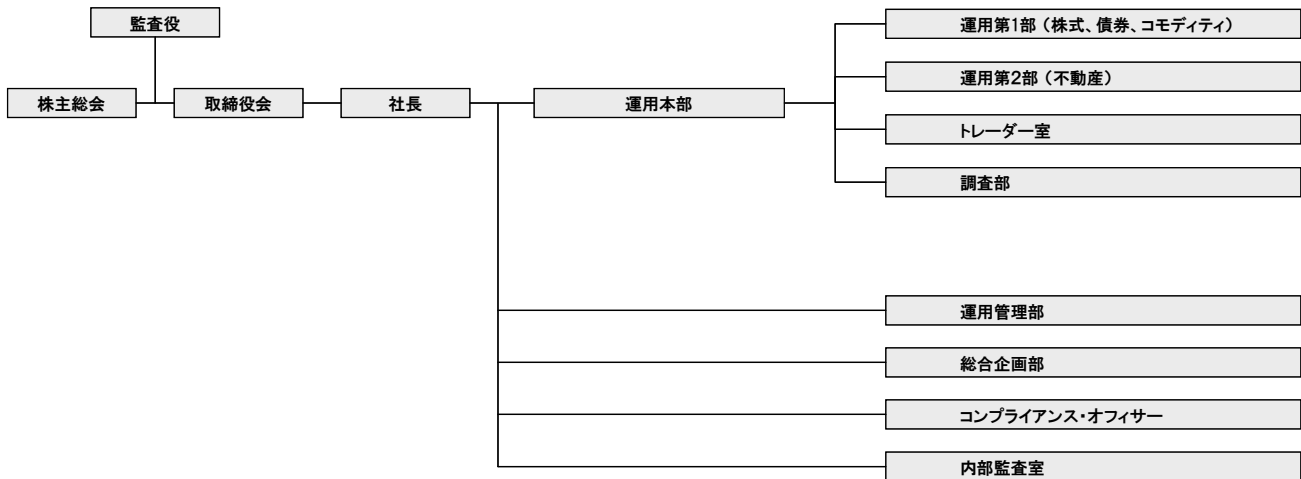 監査役
株主総会
取締役会
社長
運用本部
運用第1部（株式、債券、コモディティ）
運用第2部（不動産）
トレーダー室
調査部
運用管理部
総合企画部
コンプライアンス・オフィサー
内部監査室